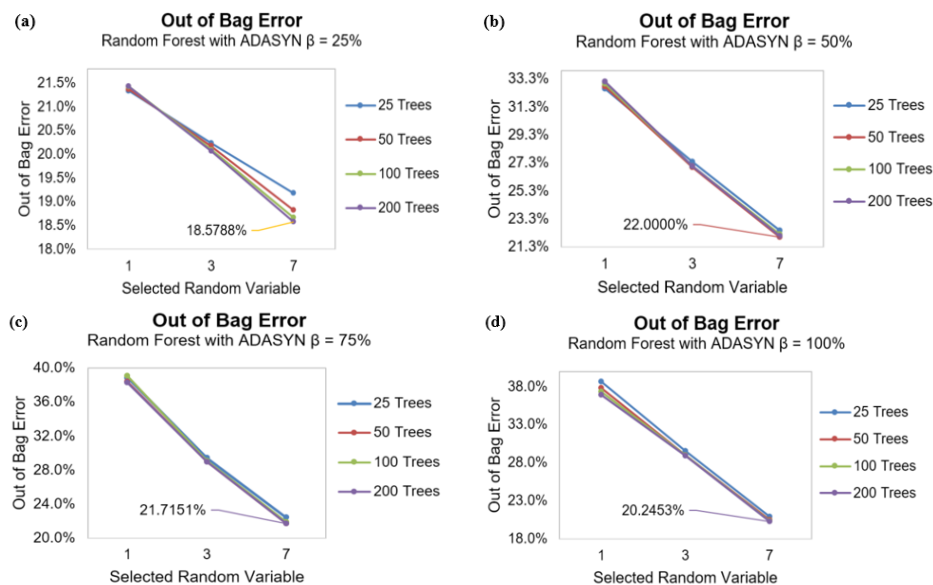 (a)
Out of Bag Error
Random Forest with ADASYN β = 25%
Out of Bag Error
21.5%
21.0%
20.5%
20.0%
19.5%
19.0%
18.5%
18.0%
18.5788%
1
3
7
Selected Random Variable
25 Trees
50 Trees
100 Trees
200 Trees
(b)
Out of Bag Error
Random Forest with ADASYN β = 50%
Out of Bag Error
33.3%
31.3%
29.3%
27.3%
25.3%
23.3%
21.3%
22.0000%
1
3
7
Selected Random Variable
25 Trees
50 Trees
100 Trees
200 Trees
(c)
Out of Bag Error
Random Forest with ADASYN β = 75%
Out of Bag Error
40.0%
36.0%
32.0%
28.0%
24.0%
20.0%
21.7151%
1
3
7
Selected Random Variable
25 Trees
50 Trees
100 Trees
200 Trees
(d)
Out of Bag Error
Random Forest with ADASYN β = 100%
Out of Bag Error
38.0%
33.0%
28.0%
23.0%
18.0%
20.2453%
1
3
7
Selected Random Variable
25 Trees
50 Trees
100 Trees
200 Trees